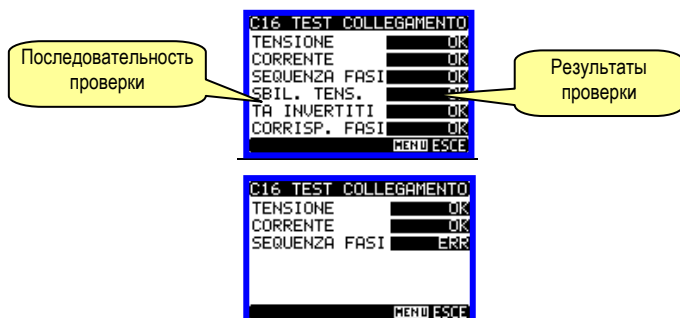 C16 TEST COLLEGAMENTO
TENSIONE OK
CORRENTE OK
SEQUENZA FASI OK
SBIL. TENS. OK
TA INVERTITI OK
CORRISP. FASI OK
MENU ESCE
Последовательность
проверки
Результаты
проверки
C16 TEST COLLEGAMENTO
TENSIONE OK
CORRENTE OK
SEQUENZA FASI ERR
MENU ESCE